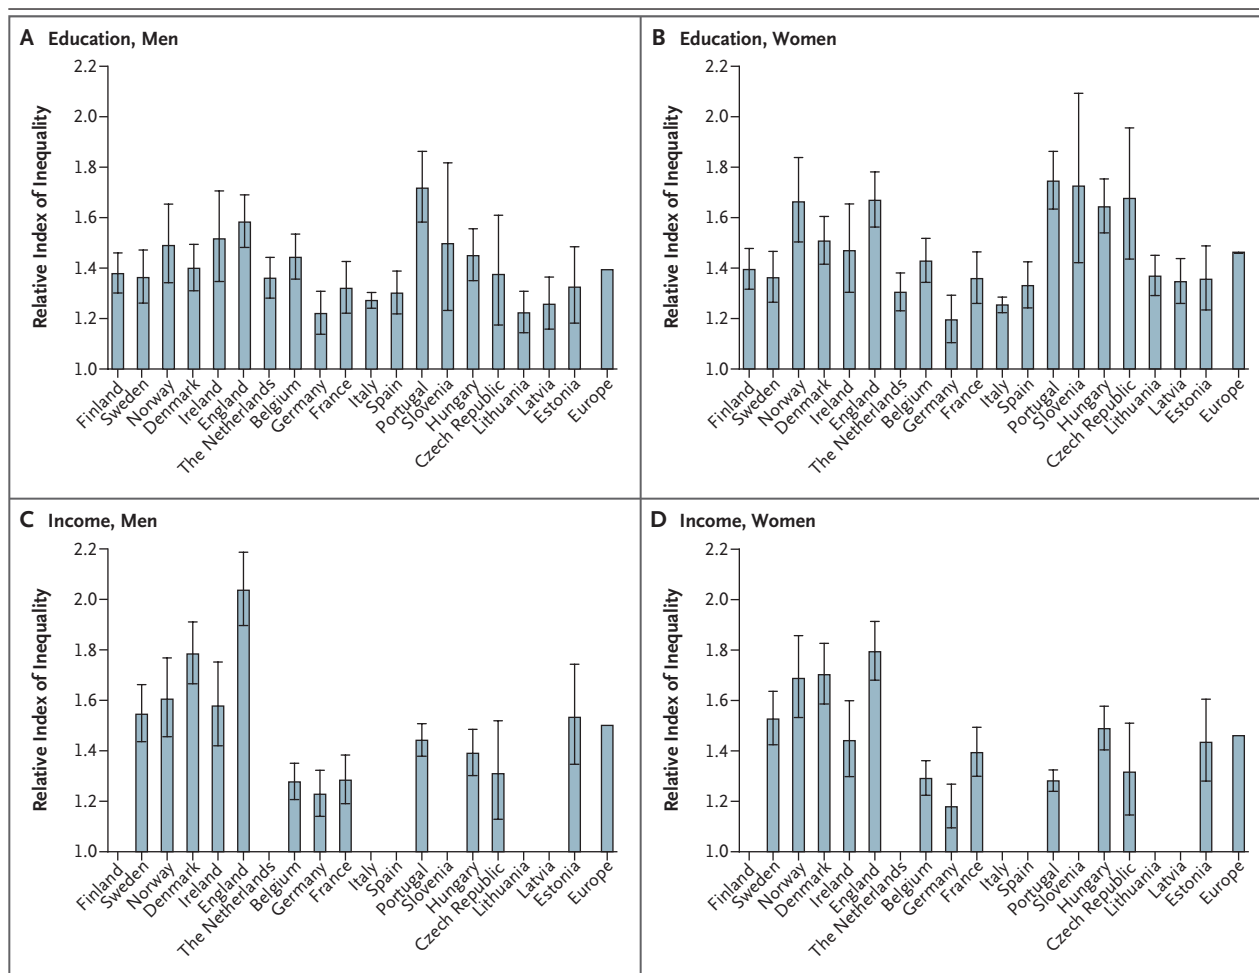 A Education, Men
Relative Index of Inequality
2.2
2.0
1.8
1.6
1.4
1.2
1.0
Finland
Sweden
Norway
Denmark
Ireland
England
The Netherlands
Belgium
Germany
France
Italy
Spain
Portugal
Slovenia
Hungary
Czech Republic
Lithuania
Latvia
Estonia
Europe
B Education, Women
Relative Index of Inequality
2.2
2.0
1.8
1.6
1.4
1.2
1.0
Finland
Sweden
Norway
Denmark
Ireland
England
The Netherlands
Belgium
Germany
France
Italy
Spain
Portugal
Slovenia
Hungary
Czech Republic
Lithuania
Latvia
Estonia
Europe
C Income, Men
Relative Index of Inequality
2.2
2.0
1.8
1.6
1.4
1.2
1.0
Finland
Sweden
Norway
Denmark
Ireland
England
The Netherlands
Belgium
Germany
France
Italy
Spain
Portugal
Slovenia
Hungary
Czech Republic
Lithuania
Latvia
Estonia
Europe
D Income, Women
Relative Index of Inequality
2.2
2.0
1.8
1.6
1.4
1.2
1.0
Finland
Sweden
Norway
Denmark
Ireland
England
The Netherlands
Belgium
Germany
France
Italy
Spain
Portugal
Slovenia
Hungary
Czech Republic
Lithuania
Latvia
Estonia
Europe